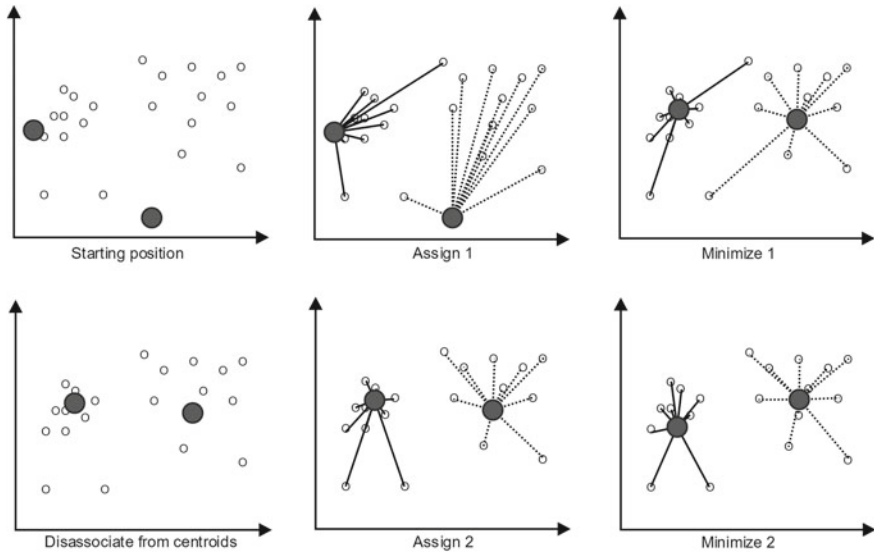 Starting position
Assign 1
Minimize 1
Disassociate from centroids
Assign 2
Minimize 2